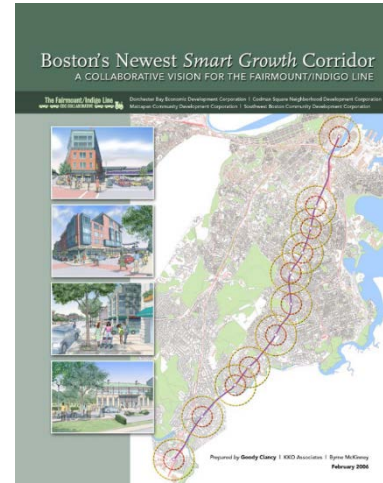 Boston's Newest Smart Growth Corridor
A COLLABORATIVE VISION FOR THE FAIRMOUNT/INDIGO LINE
The Fairmount/Indigo Line
CDC COLLABORATIVE
Dorchester Bay Economic Development Corporation | Codman Square Neighborhood Development Corporation
Mattapan Community Development Corporation | Southwest Boston Community Development Corporation
Prepared by Goody Clancy | KKO Associates | Byrne McKinney
February 2006